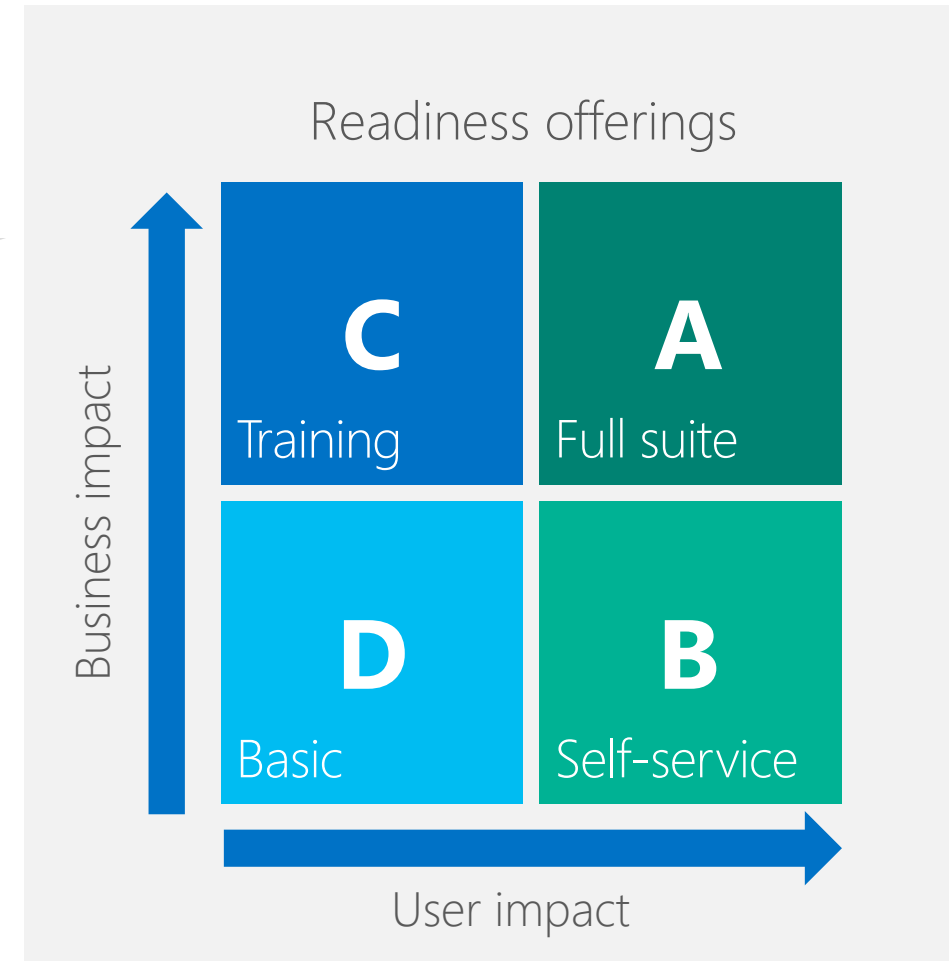 Readiness offerings
Business impact
C
Training
A
Full suite
D
Basic
B
Self-service
User impact